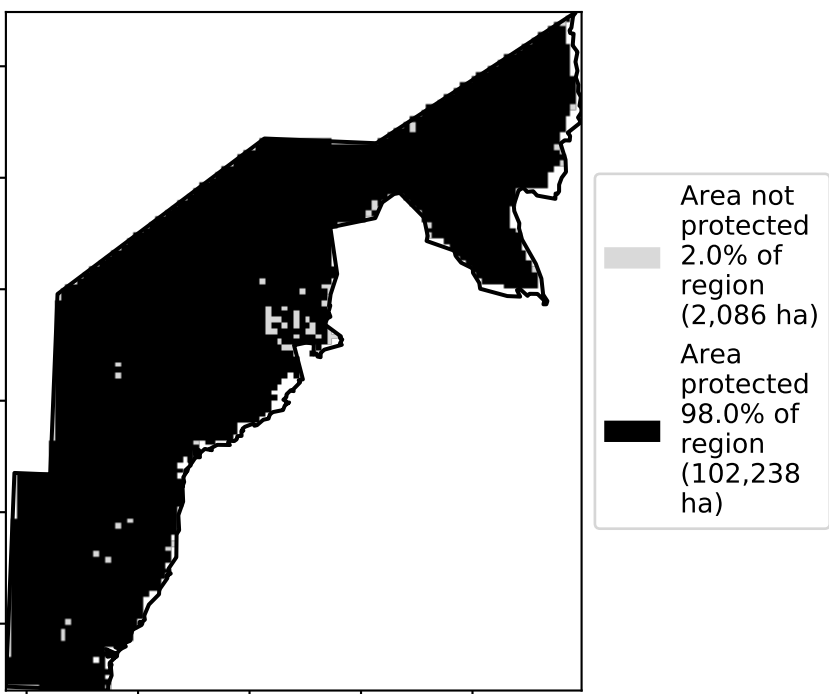 Area not
protected
2.0% of
region
(2,086 ha)
Area
protected
98.0% of
region
(102,238
ha)